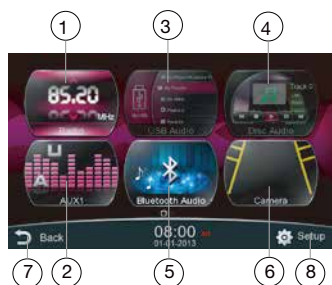 1
3
4
85.20
MHz
Radio
USB Audio
Track 0
Disc Audio
U
A
AUX1
Bluetooth Audio
Camera
Back
08:00 AM
01-01-2013
Setup
7
2
5
6
8